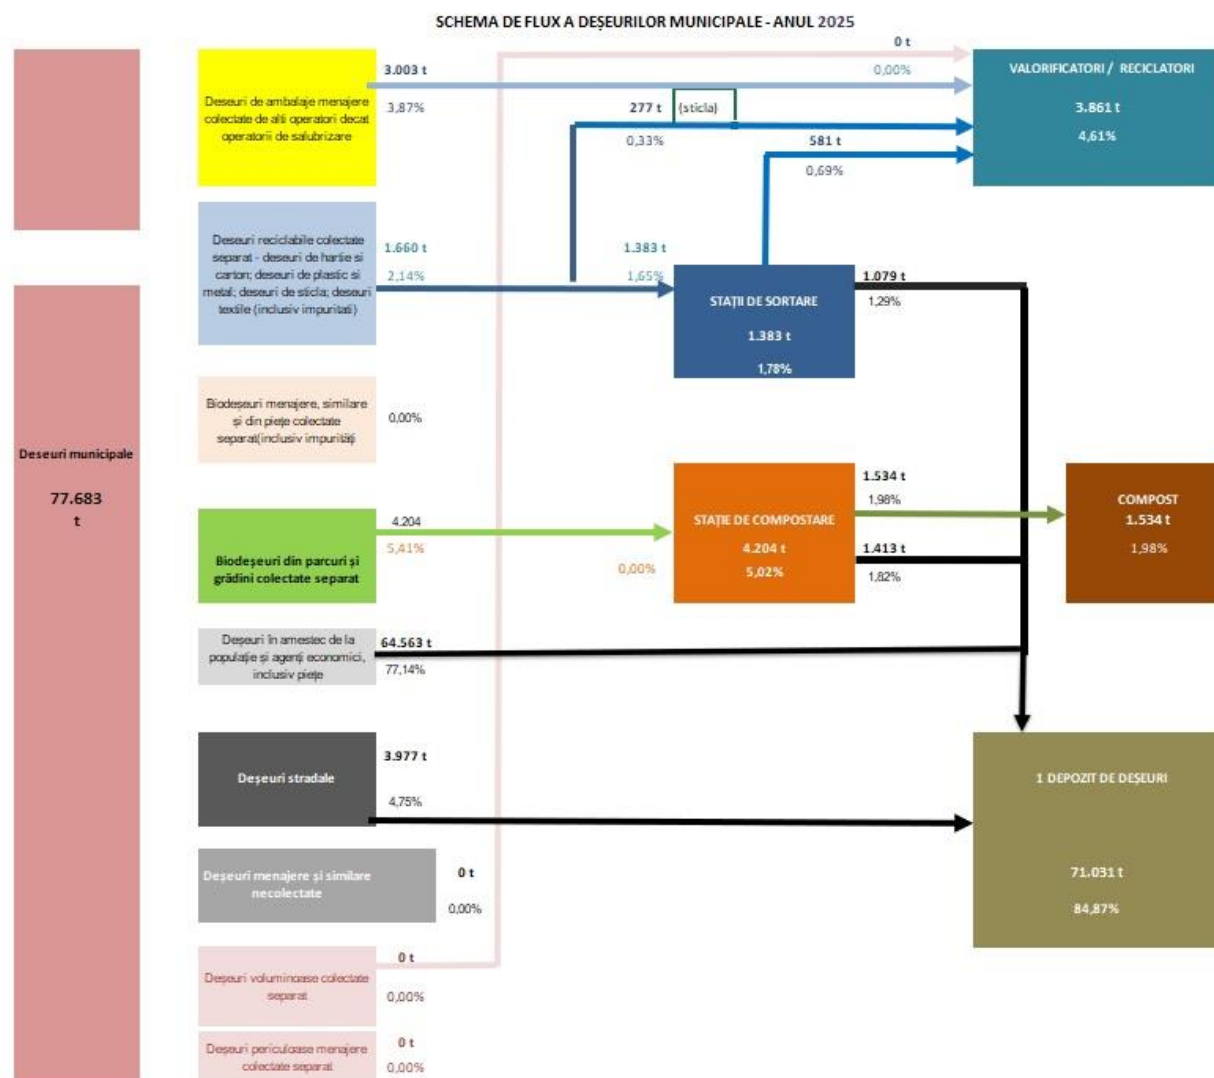 SCHEMA DE FLUX A DEȘEURILOR MUNICIPALE - ANUL 2025
0 t
0,00%
3.003 t
3,87%
Deseuri de ambalaje menajere
colectate de alti operatori decat
operatorii de salubrizare
277 t
(sticla)
0,33%
581 t
0,69%
VALORIFICATORI / RECICLATORI
3.861 t
4,61%
Deseuri reciclabile colectate
separat - deseuri de hartie si
carton; deseuri de plastic si
metal; deseuri de sticla; deseuri
textile (inclusiv impuritati)
1.660 t
2,14%
1.383 t
1,65%
STAȚII DE SORTARE
1.383 t
1,78%
1.079 t
1,29%
Biodeșeuri menajere, similare
și din piețe colectate
separat(inclusiv impurități
0,00%
Deseuri municipale
77.683
t
Biodeșeuri din parcuri și
grădini colectate separat
4.204
5,41%
0,00%
STAȚIE DE COMPOSTARE
4.204 t
5,02%
1.534 t
1,98%
1.413 t
1,82%
COMPOST
1.534 t
1,98%
Deșeuri în amestec de la
populație și agenți economici,
inclusiv piețe
64.563 t
77,14%
Deșeuri stradale
3.977 t
4,75%
1 DEPOZIT DE DEȘEURI
71.031 t
84,87%
Deșeuri menajere și similare
necolectate
0 t
0,00%
Deșeuri voluminoase colectate
separat
0 t
0,00%
Deșeuri periculoase menajere
colectate separat
0 t
0,00%